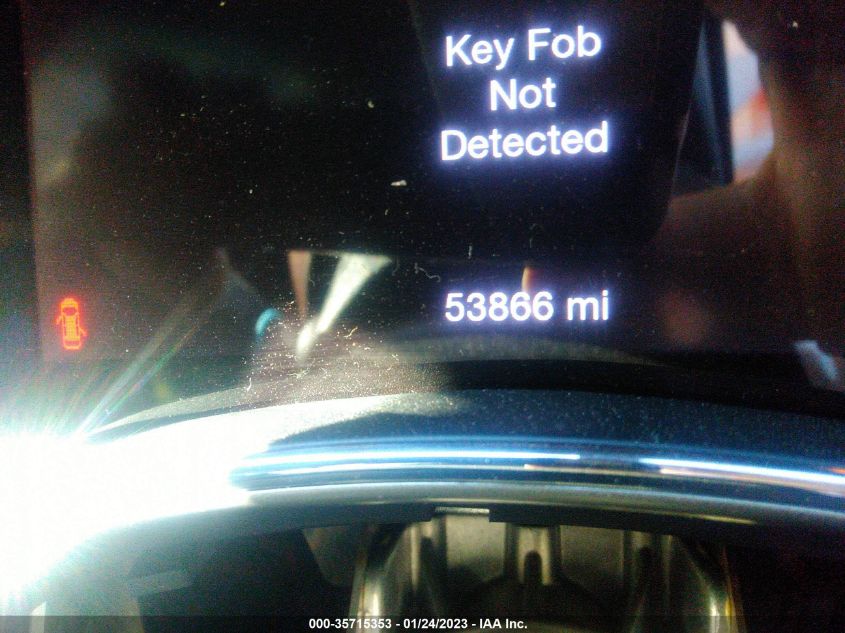 Key Fob
Not
Detected
53866 mi
000-35715353 - 01/24/2023 - IAA Inc.